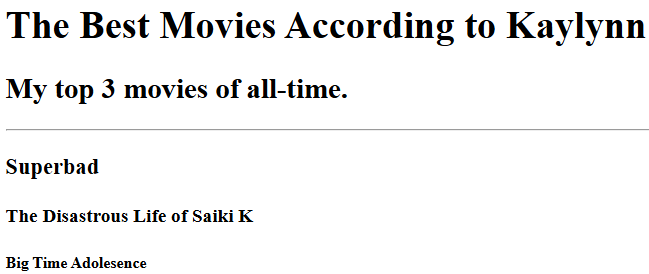 The Best Movies According to Kaylynn
My top 3 movies of all-time.
Superbad
The Disastrous Life of Saiki K
Big Time Adolesence